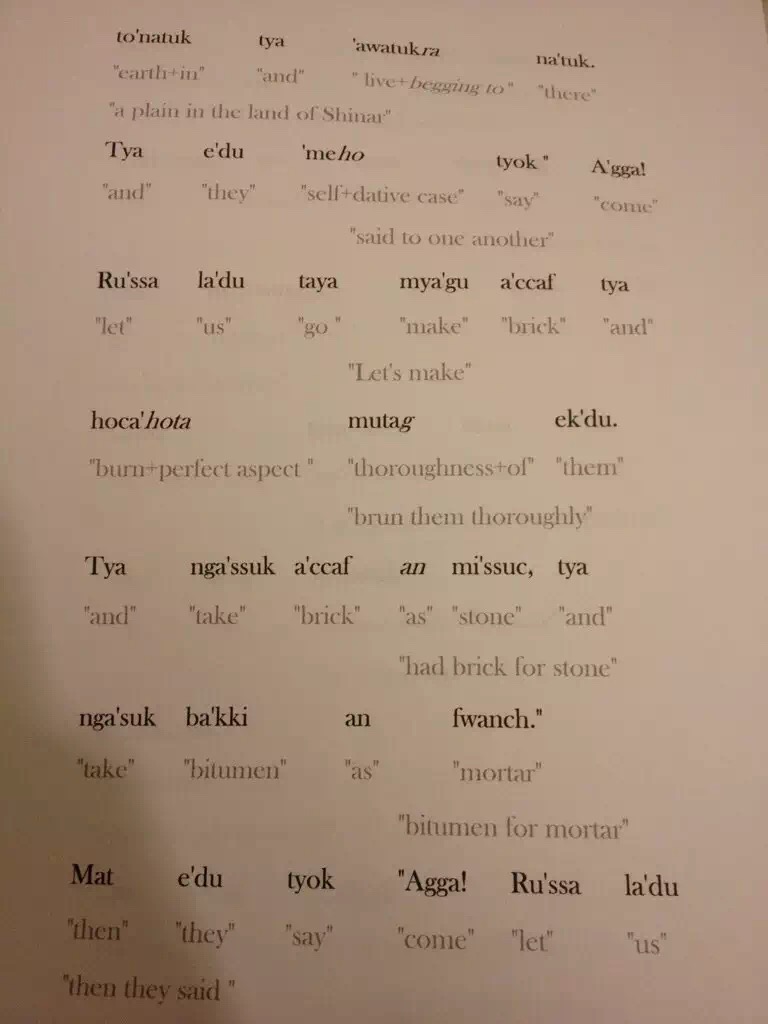 to'natuk tya 'awatukra na'tuk.
"earth+in" "and" " live+begging to" "there"
"a plain in the land of Shinar"
Tya e'du 'meho tyok " A'gga!
"and" "they" "self+dative case" "say" "come"
"said to one another"
Ru'ssa la'du taya mya'gu a'ccaf tya
"let" "us" "go " "make" "brick" "and"
"Let's make"
hoca'hota mutag ek'du.
"burn+perfect aspect " "thoroughness+of" "them"
"brun them thoroughly"
Tya nga'ssuk a'ccaf an mi'ssuc, tya
"and" "take" "brick" "as" "stone" "and"
"had brick for stone"
nga'suk ba'kki an fwanch."
"take" "bitumen" "as" "mortar"
"bitumen for mortar"
Mat e'du tyok "Agga! Ru'ssa la'du
"then" "they" "say" "come" "let" "us"
"then they said "